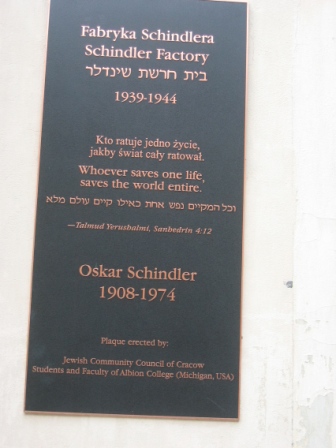 Fabryka Schindlera
Schindler Factory
בית חרשת שינדלר
1939-1944
Kto ratuje jedno życie,
jakby świat cały ratował.
Whoever saves one life,
saves the world entire.
וכל המקיים נפש אחת כאילו קיים עולם מלא
—Talmud Yerushalmi, Sanhedrin 4:12
Oskar Schindler
1908-1974
Plaque erected by:
Jewish Community Council of Cracow
Students and Faculty of Albion College (Michigan, USA)